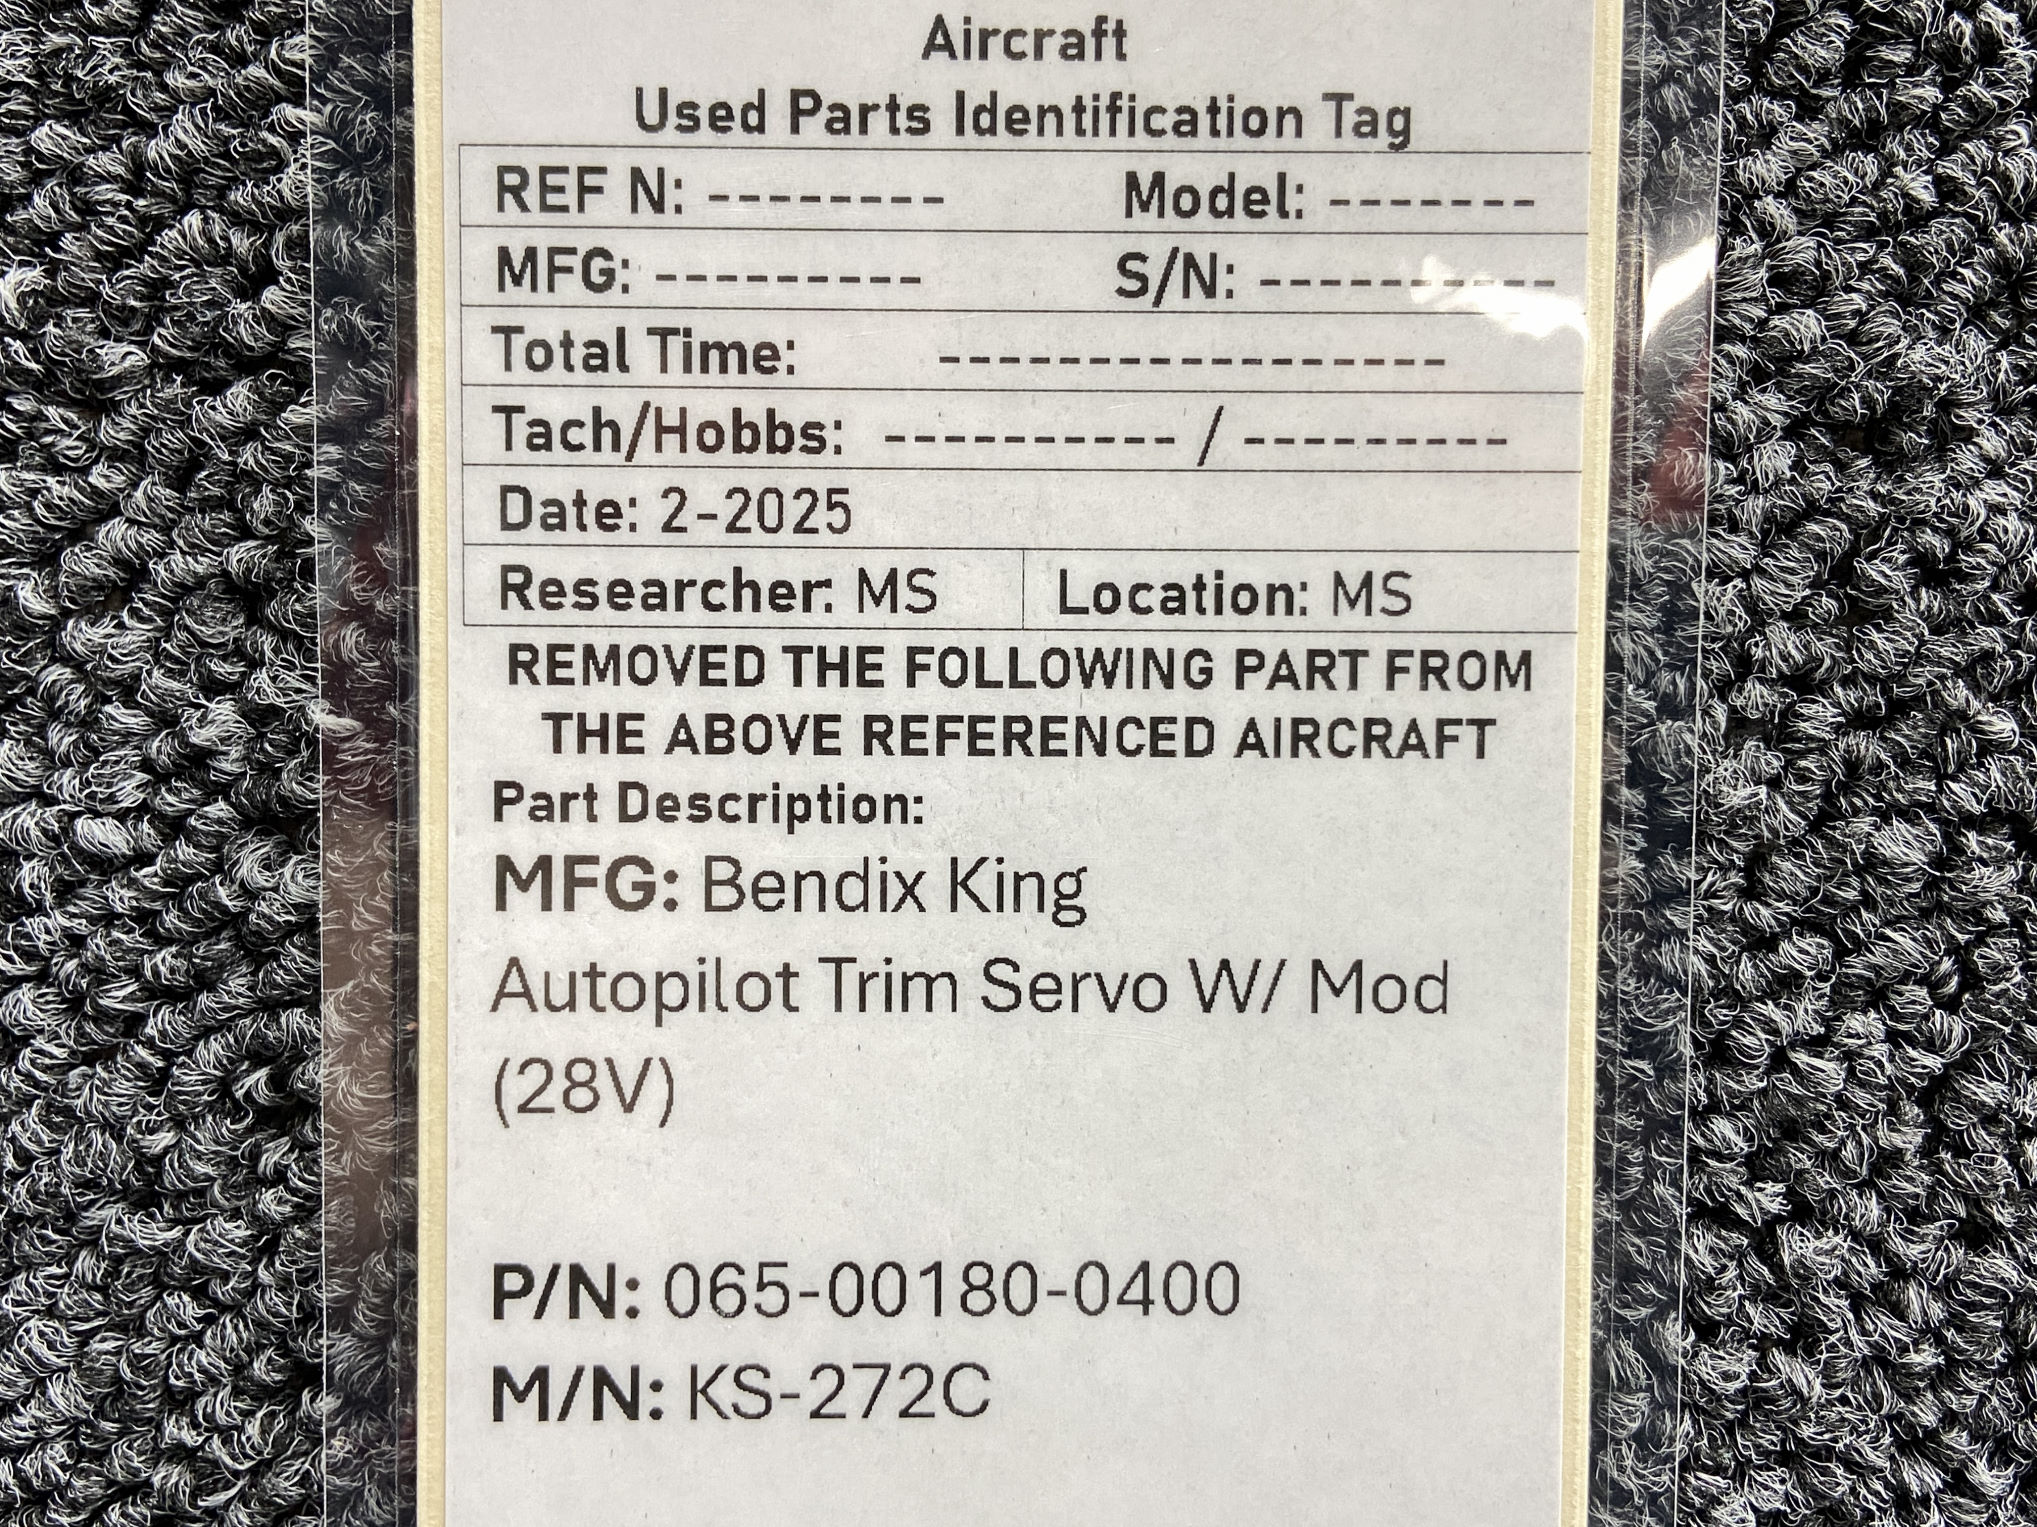 Aircraft
Used Parts Identification Tag
REF N: -------- Model: -------
MFG: --------- S/N: ----------
Total Time: -----------------
Tach/Hobbs: ---------- / ---------
Date: 2-2025
Researcher: MS Location: MS
REMOVED THE FOLLOWING PART FROM
THE ABOVE REFERENCED AIRCRAFT
Part Description:
MFG: Bendix King
Autopilot Trim Servo W/ Mod
(28V)
P/N: 065-00180-0400
M/N: KS-272C